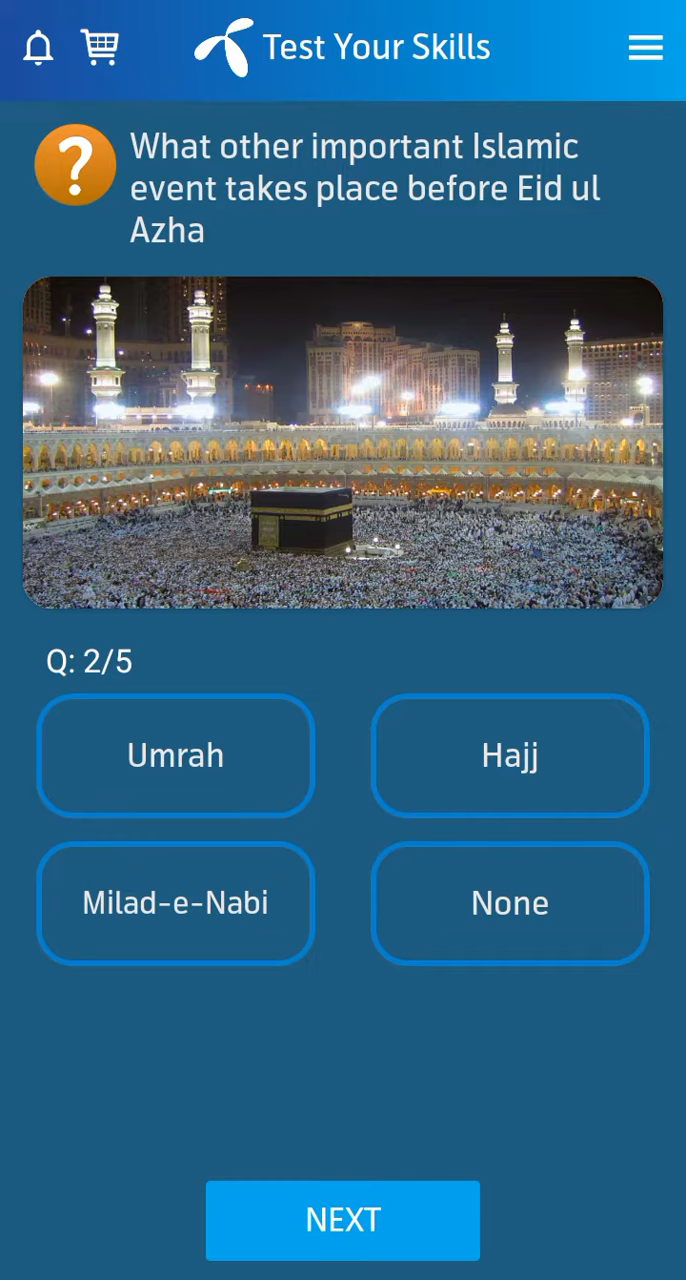 Test Your Skills
What other important Islamic
event takes place before Eid ul
Azha
Q: 2/5
Umrah
Hajj
Milad-e-Nabi
None
NEXT